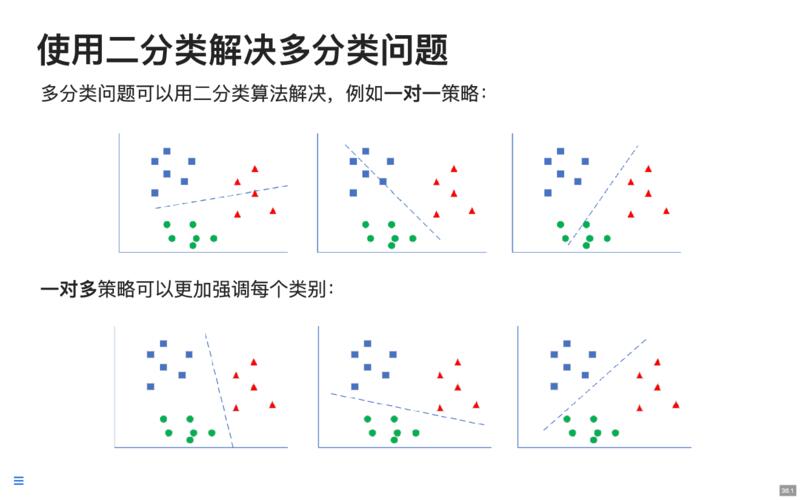 使用二分类解决多分类问题
多分类问题可以用二分类算法解决，例如一对一策略：
一对多策略可以更加强调每个类别：
36.1